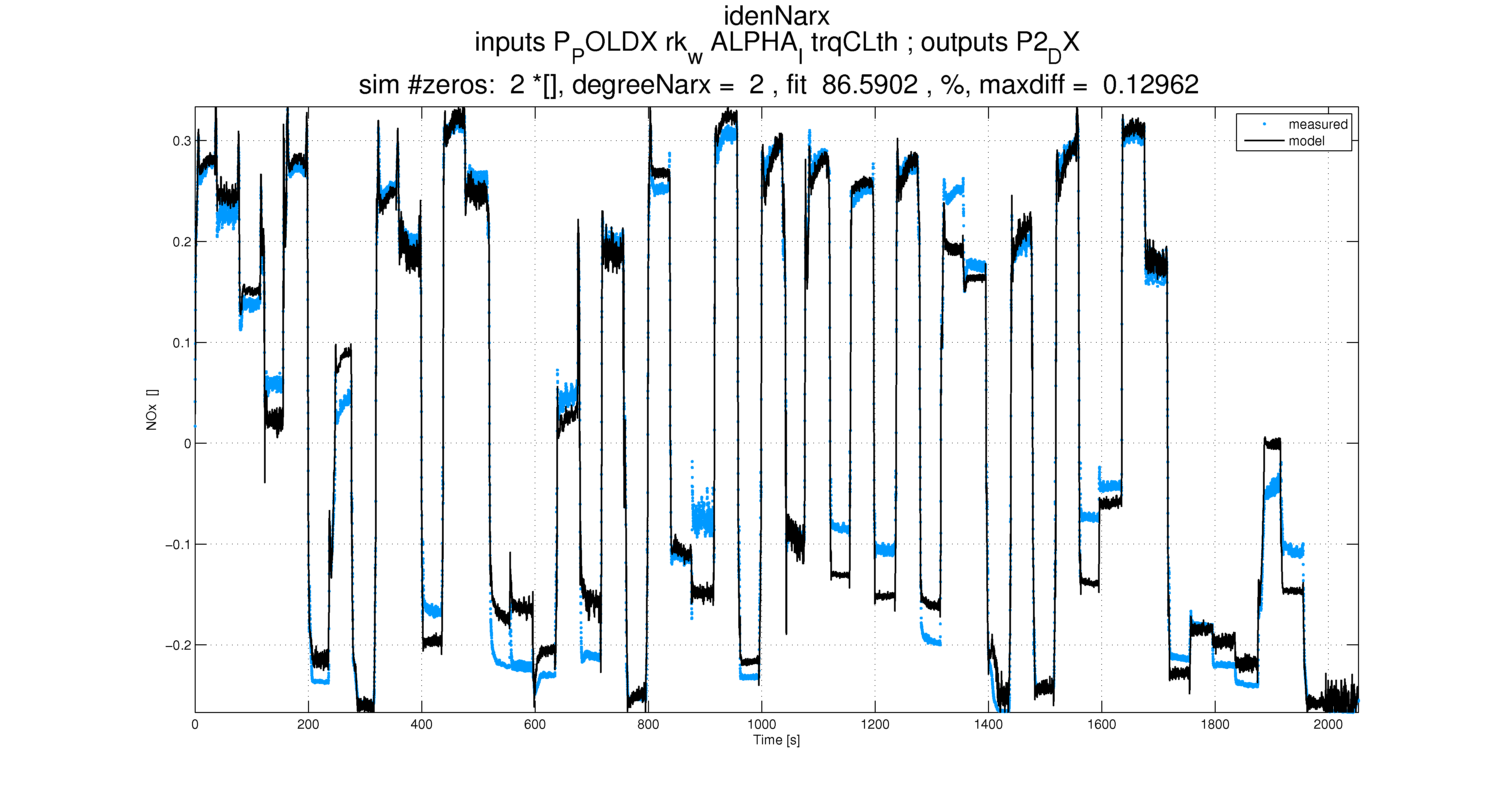 idenNarx
inputs P_POLDX rk_w ALPHA_I trqCLth ; outputs P2_DX
sim #zeros: 2 *[], degreeNarx = 2 , fit 86.5902 , %, maxdiff = 0.12962
measured
model
0.3
0.2
0.1
0
−0.1
−0.2
NOx []
0 200 400 600 800 1000 1200 1400 1600 1800 2000
Time [s]